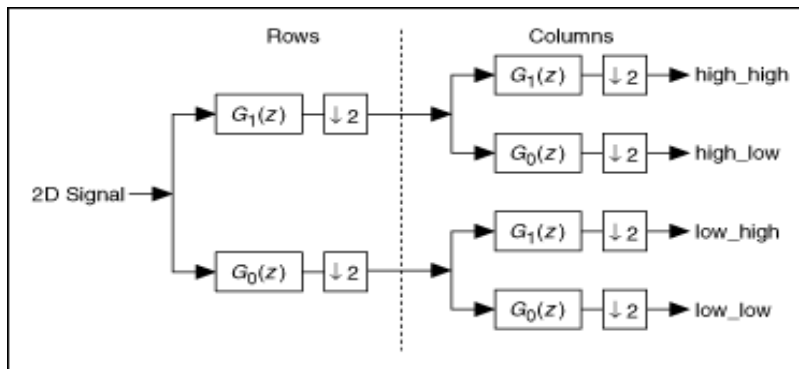 Rows
Columns
G₁(z) ↓2
G₁(z) ↓2 high_high
G₀(z) ↓2 high_low
2D Signal
G₀(z) ↓2
G₁(z) ↓2 low_high
G₀(z) ↓2 low_low